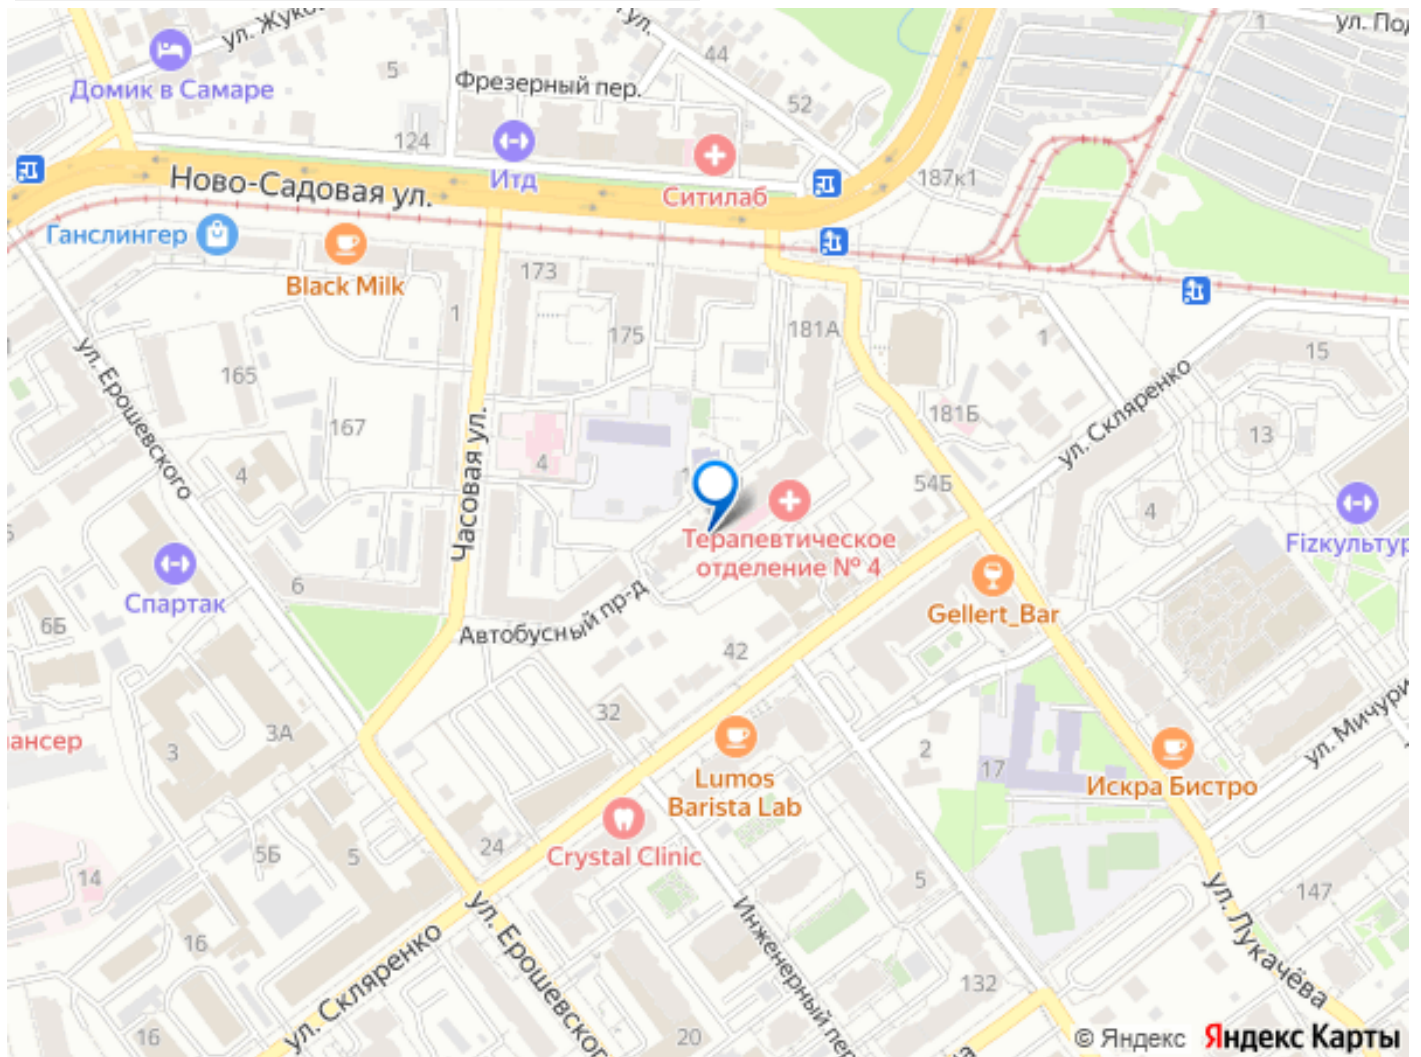 ул. Жуко
ул.
44
1
ул. Под
Домик в Самаре
5
Фрезерный пер.
52
124
Итд
Ситилаб
187к1
Ново-Садовая ул.
Ганслингер
Black Milk
173
1
175
181А
1
15
ул. Ерошевского
165
167
4
Часовая ул.
4
181Б
ул. Скляренко
13
54Б
4
Fizкультур
Терапевтическое
отделение № 4
Спартак
6
6Б
Автобусный пр-д
Gellert_Bar
42
32
3А
3
ансер
2
17
ул. Мичури
Lumos
Barista Lab
Искра Бистро
Crystal Clinic
24
5Б
5
14
5
147
ул. Лукачёва
16
ул. Скляренко
ул. Ерошевского
Инженерный пер
132
16
20
© Яндекс Яндекс Карты